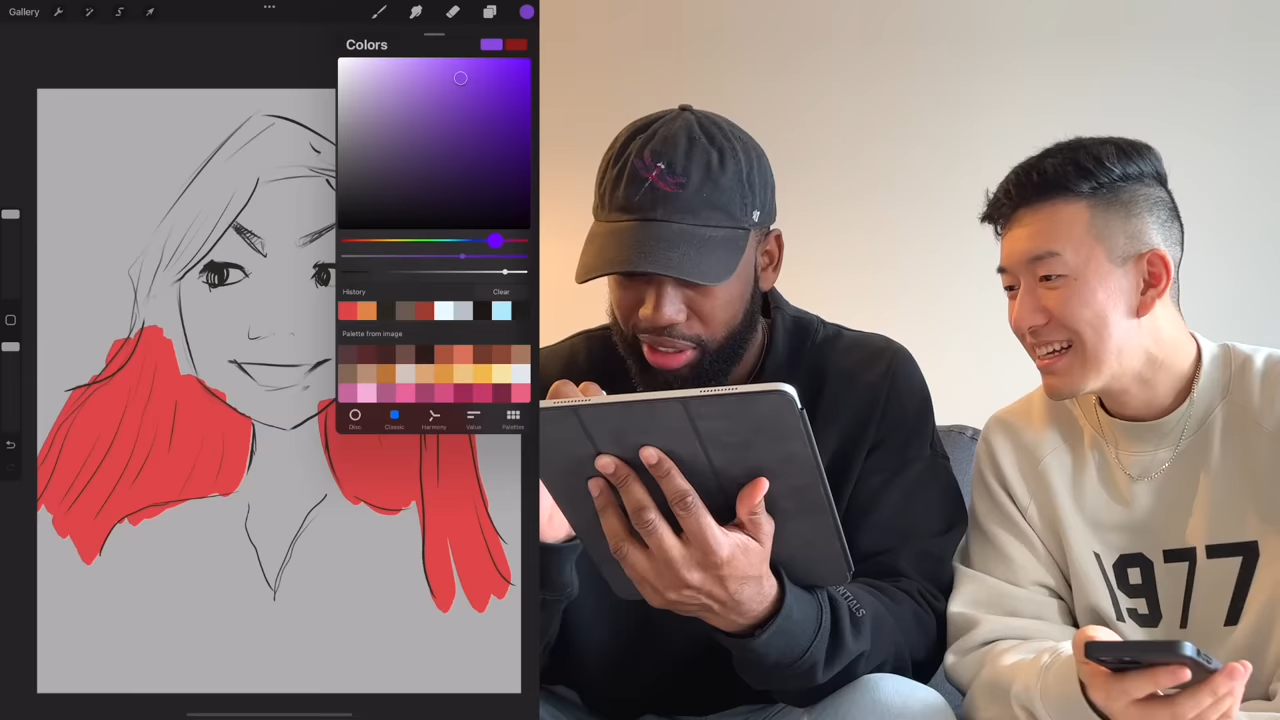 Gallery
Colors
History
Clear
Palette from image
Disc
Classic
Harmony
Value
Palettes
1977